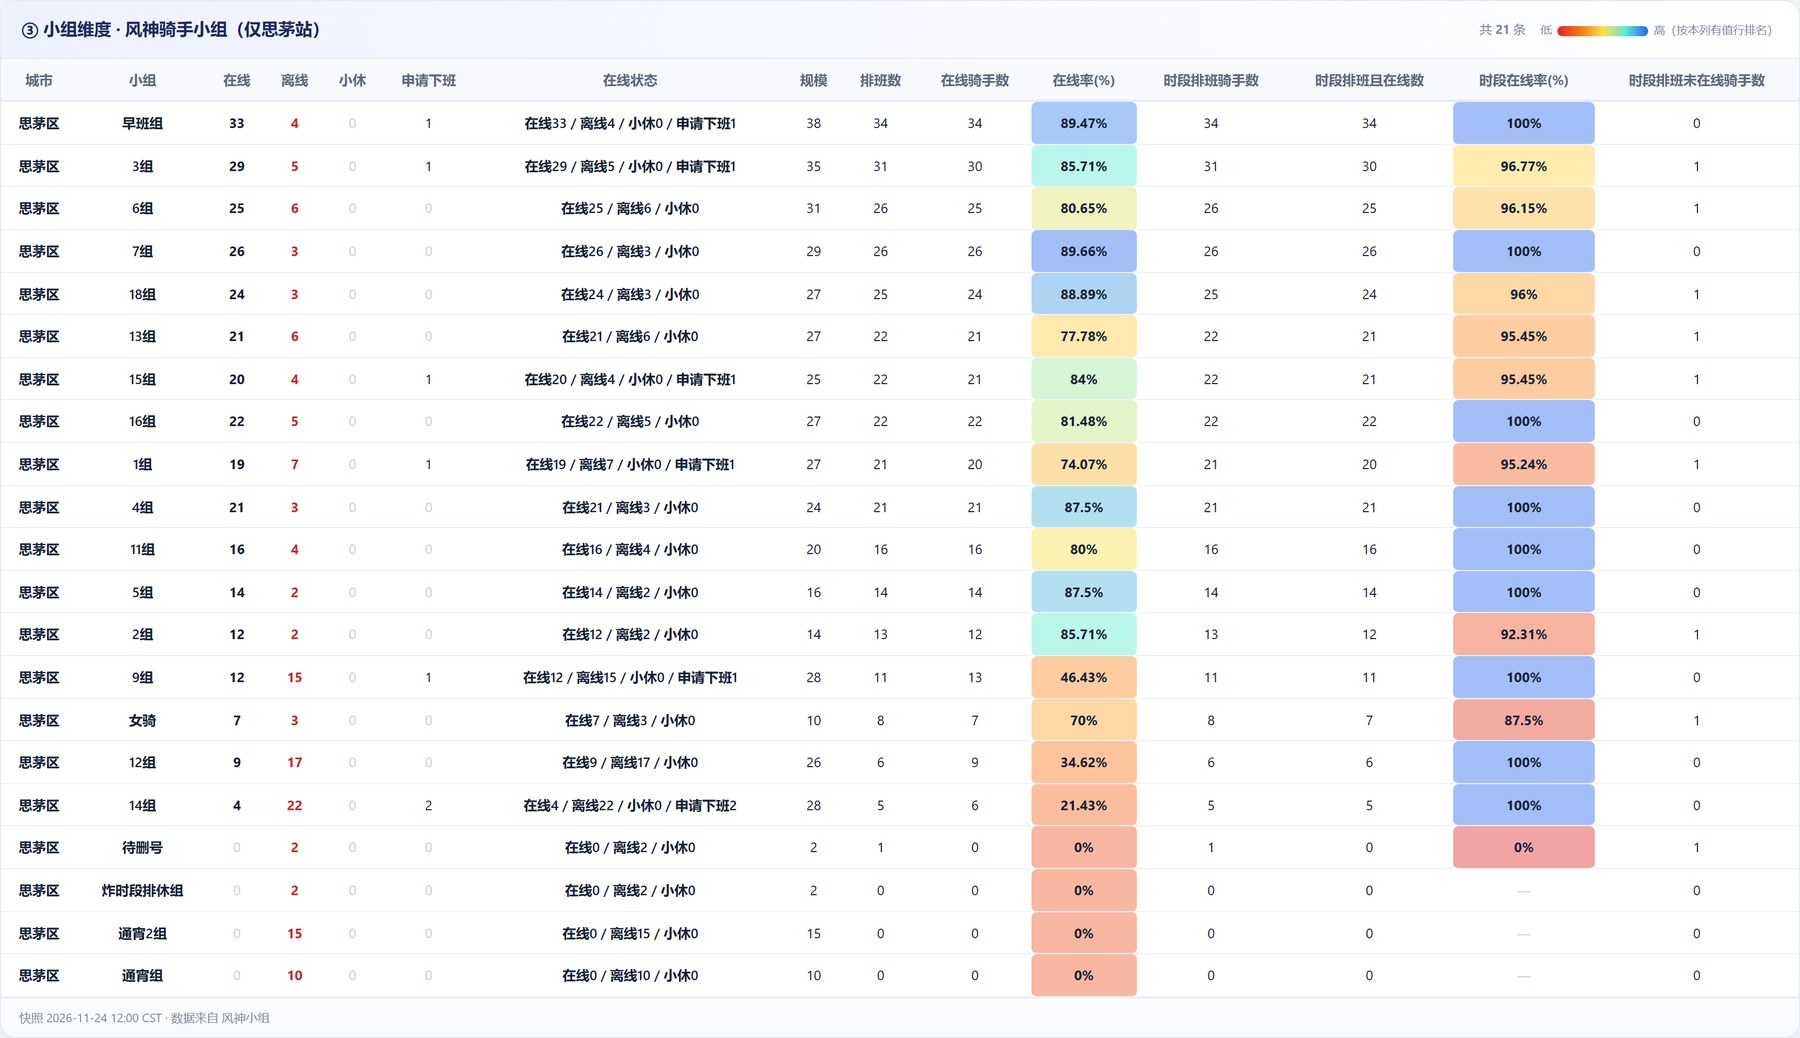 ③ 小组维度 · 风神骑手小组（仅思茅站）
共 21 条 低 高 (按本列有值行排名)
城市 小组 在线 离线 小休 申请下班 在线状态 规模 排班数 在线骑手数 在线率(%) 时段排班骑手数 时段排班且在线数 时段在线率(%) 时段排班未在线骑手数
思茅区 早班组 33 4 0 1 在线33 / 离线4 / 小休0 / 申请下班1 38 34 34 89.47% 34 34 100% 0
思茅区 3组 29 5 0 1 在线29 / 离线5 / 小休0 / 申请下班1 35 31 30 85.71% 31 30 96.77% 1
思茅区 6组 25 6 0 0 在线25 / 离线6 / 小休0 31 26 25 80.65% 26 25 96.15% 1
思茅区 7组 26 3 0 0 在线26 / 离线3 / 小休0 29 26 26 89.66% 26 26 100% 0
思茅区 18组 24 3 0 0 在线24 / 离线3 / 小休0 27 25 24 88.89% 25 24 96% 1
思茅区 13组 21 6 0 0 在线21 / 离线6 / 小休0 27 22 21 77.78% 22 21 95.45% 1
思茅区 15组 20 4 0 1 在线20 / 离线4 / 小休0 / 申请下班1 25 22 21 84% 22 21 95.45% 1
思茅区 16组 22 5 0 0 在线22 / 离线5 / 小休0 27 22 22 81.48% 22 22 100% 0
思茅区 1组 19 7 0 1 在线19 / 离线7 / 小休0 / 申请下班1 27 21 20 74.07% 21 20 95.24% 1
思茅区 4组 21 3 0 0 在线21 / 离线3 / 小休0 24 21 21 87.5% 21 21 100% 0
思茅区 11组 16 4 0 0 在线16 / 离线4 / 小休0 20 16 16 80% 16 16 100% 0
思茅区 5组 14 2 0 0 在线14 / 离线2 / 小休0 16 14 14 87.5% 14 14 100% 0
思茅区 2组 12 2 0 0 在线12 / 离线2 / 小休0 14 13 12 85.71% 13 12 92.31% 1
思茅区 9组 12 15 0 1 在线12 / 离线15 / 小休0 / 申请下班1 28 11 13 46.43% 11 11 100% 0
思茅区 女骑 7 3 0 0 在线7 / 离线3 / 小休0 10 8 7 70% 8 7 87.5% 1
思茅区 12组 9 17 0 0 在线9 / 离线17 / 小休0 26 6 9 34.62% 6 6 100% 0
思茅区 14组 4 22 0 2 在线4 / 离线22 / 小休0 / 申请下班2 28 5 6 21.43% 5 5 100% 0
思茅区 待删号 0 2 0 0 在线0 / 离线2 / 小休0 2 1 0 0% 1 0 0% 1
思茅区 炸时段排休组 0 2 0 0 在线0 / 离线2 / 小休0 2 0 0 0% 0 0 — 0
思茅区 通宵2组 0 15 0 0 在线0 / 离线15 / 小休0 15 0 0 0% 0 0 — 0
思茅区 通宵组 0 10 0 0 在线0 / 离线10 / 小休0 10 0 0 0% 0 0 — 0
快照 2026-11-24 12:00 CST · 数据来自 风神小组